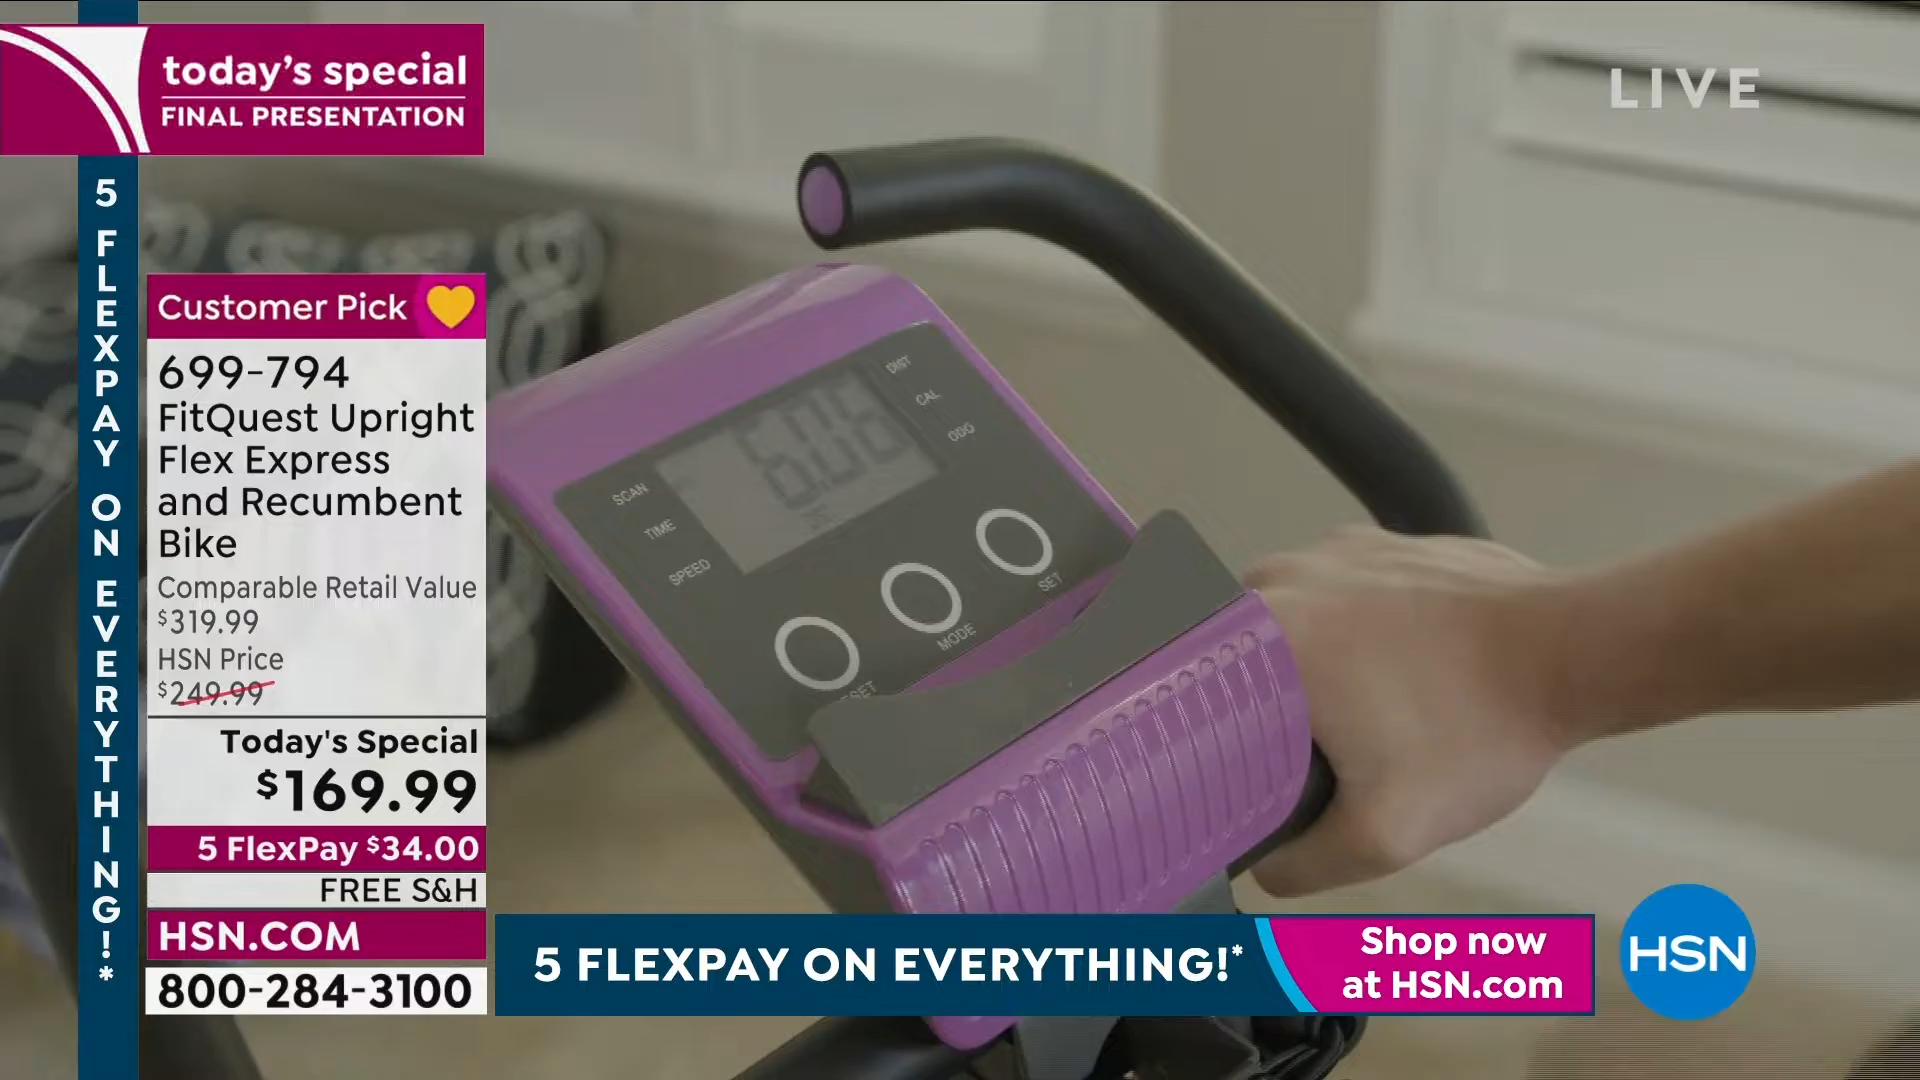 today's special
FINAL PRESENTATION
LIVE
5 FLEXPAY ON EVERYTHING!*
Customer Pick
699-794
FitQuest Upright
Flex Express
and Recumbent
Bike
Comparable Retail Value
$319.99
HSN Price
$249.99
Today's Special
$169.99
5 FlexPay $34.00
FREE S&H
HSN.COM
800-284-3100
DIST
CAL
ODO
SCAN
TIME
SPEED
SET
MODE
5 FLEXPAY ON EVERYTHING!*
Shop now
at HSN.com
HSN